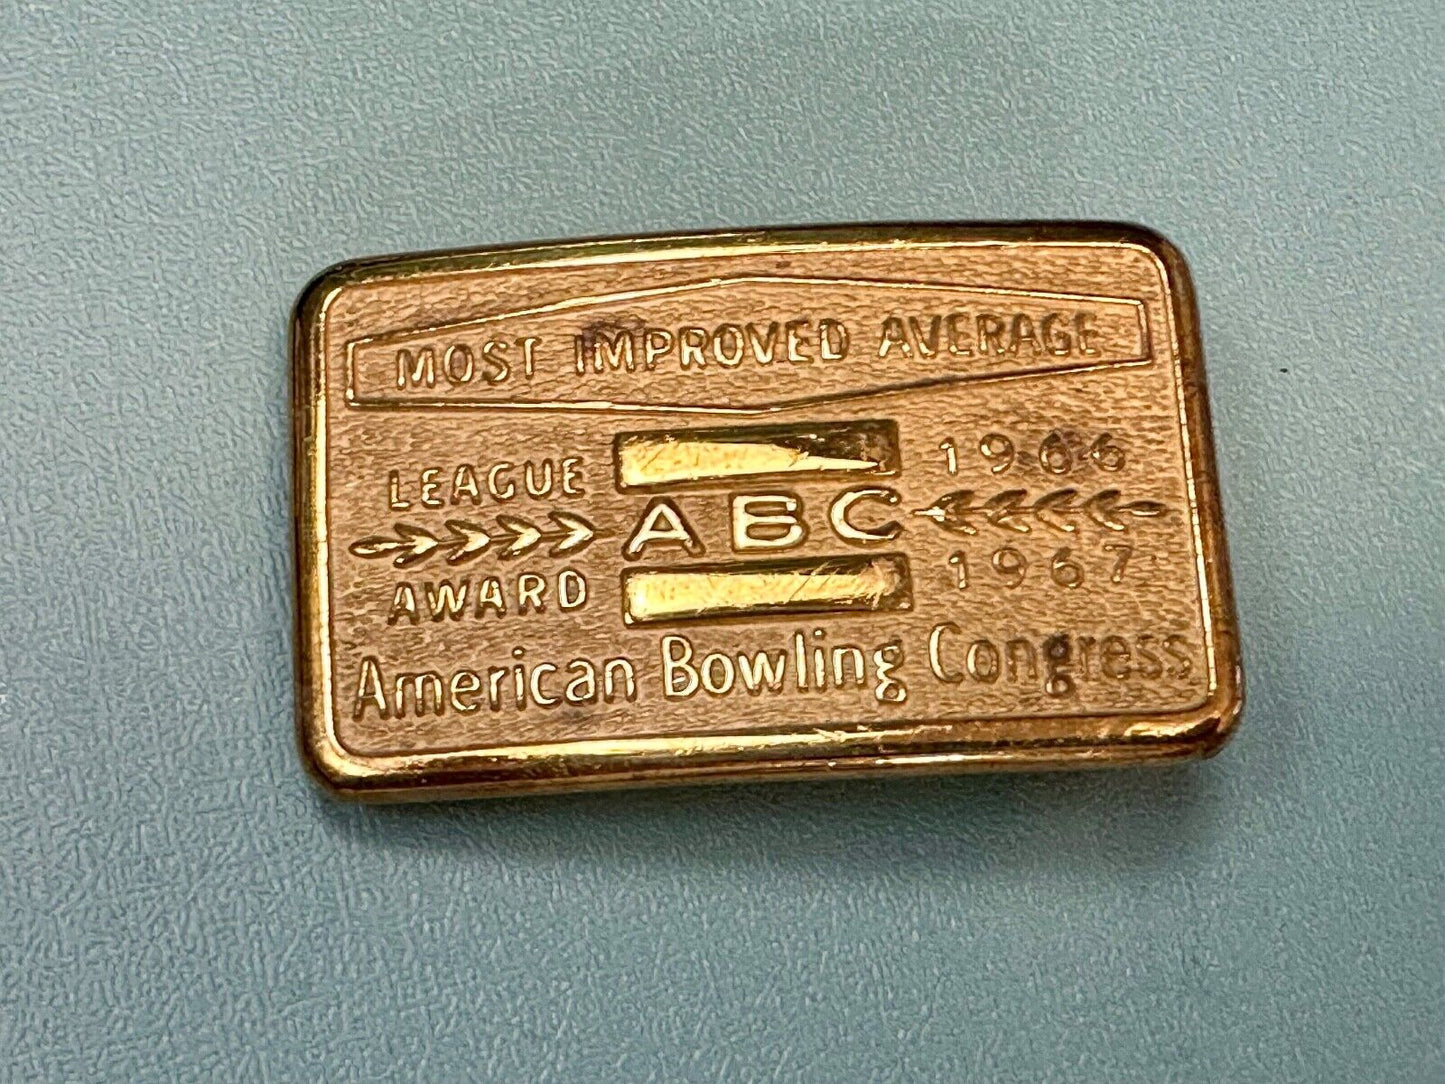 MOST IMPROVED AVERAGE
LEAGUE
AWARD
ABC
1966
1967
American Bowling Congress